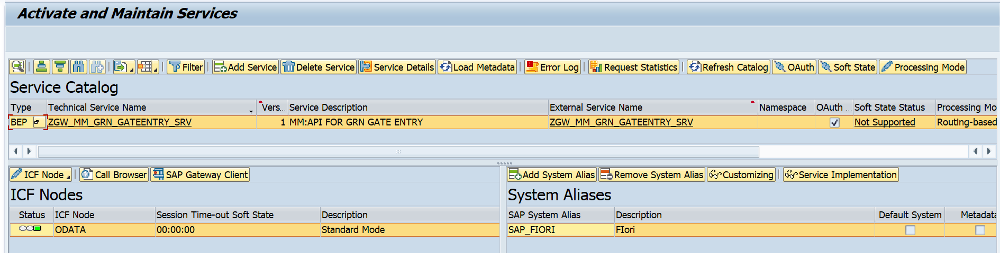 Activate and Maintain Services
Filter Add Service Delete Service Service Details Load Metadata Error Log Request Statistics Refresh Catalog OAuth Soft State Processing Mode
Service Catalog
Type Technical Service Name Vers... Service Description External Service Name Namespace OAuth ... Soft State Status Processing Mo
BEP ZGW_MM_GRN_GATEENTRY_SRV 1 MM:API FOR GRN GATE ENTRY ZGW_MM_GRN_GATEENTRY_SRV Not Supported Routing-based
ICF Node Call Browser SAP Gateway Client Add System Alias Remove System Alias Customizing Service Implementation
ICF Nodes System Aliases
Status ICF Node Session Time-out Soft State Description SAP System Alias Description Default System Metadata
ODATA 00:00:00 Standard Mode SAP_FIORI FIori